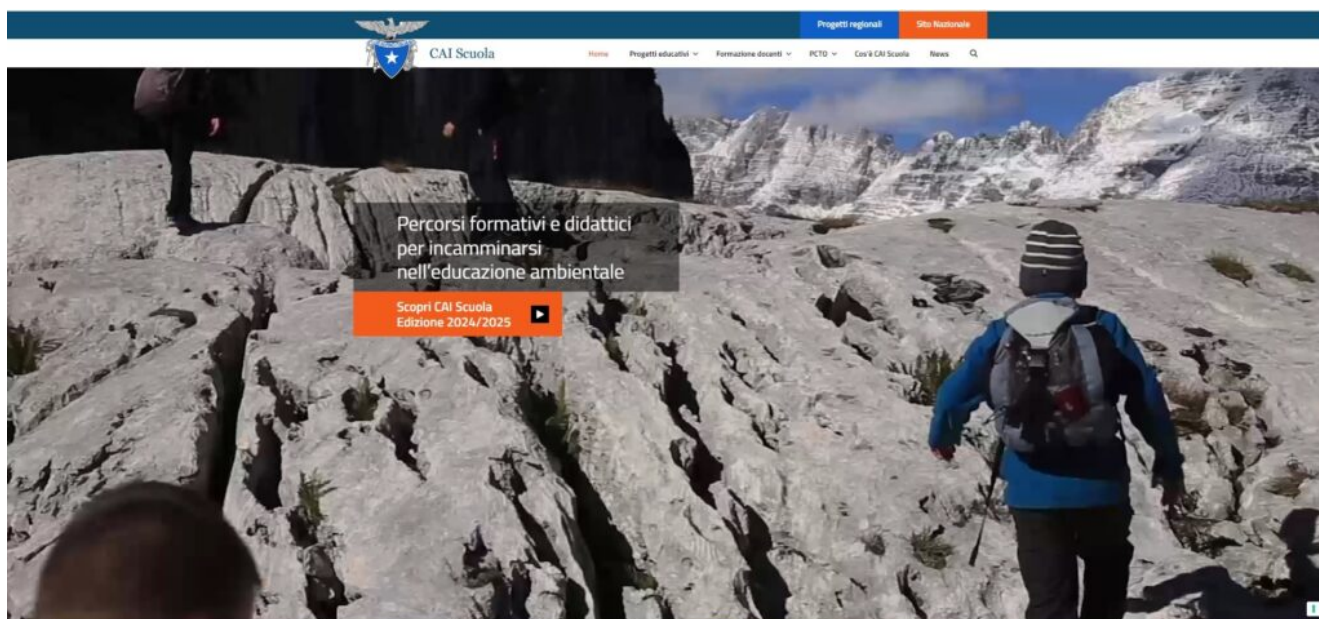 Progetti regionali
Sito Nazionale
CAI Scuola
Home
Progetti educativi
Formazione docenti
PCTO
Cos'è CAI Scuola
News
Percorsi formativi e didattici
per incamminarsi
nell'educazione ambientale
Scopri CAI Scuola
Edizione 2024/2025